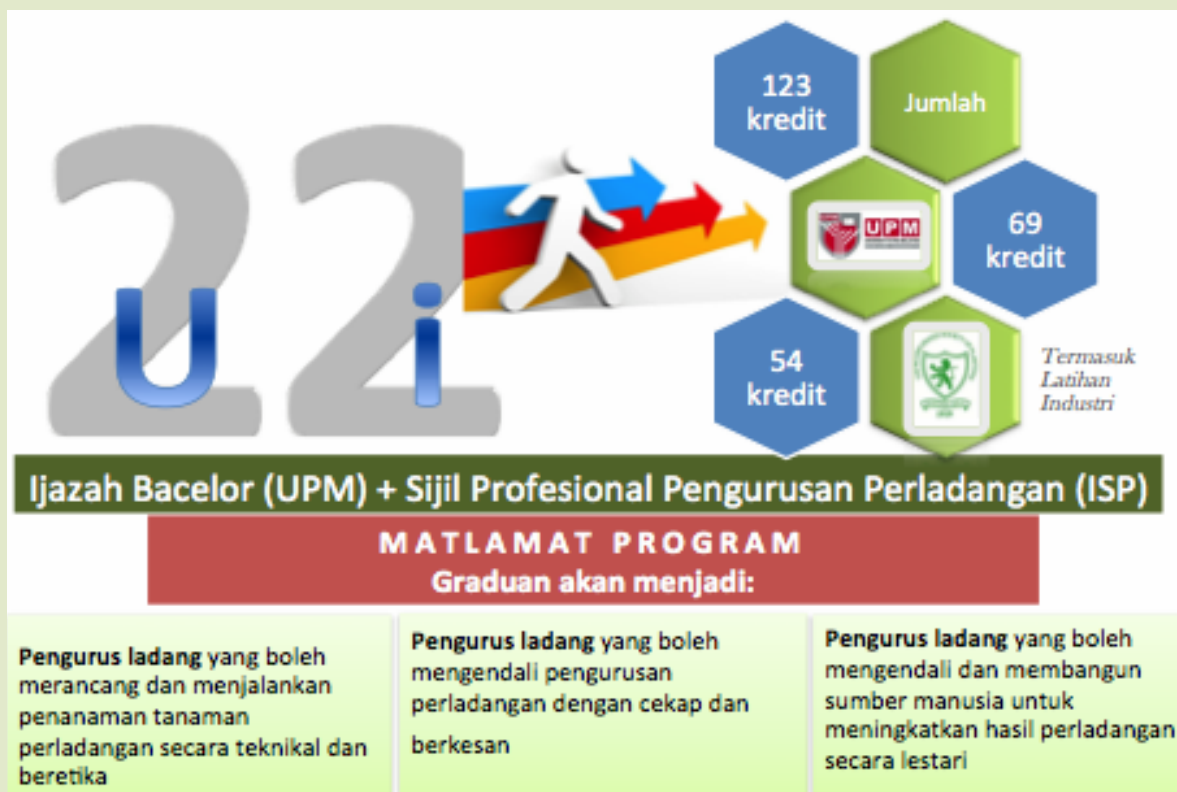 22
U i
123
kredit
Jumlah
UPM
69
kredit
54
kredit
Termasuk
Latihan
Industri
Ijazah Bacelor (UPM) + Sijil Profesional Pengurusan Perladangan (ISP)
MATLAMAT PROGRAM
Graduan akan menjadi:
Pengurus ladang yang boleh
merancang dan menjalankan
penanaman tanaman
perladangan secara teknikal dan
beretika
Pengurus ladang yang boleh
mengendali pengurusan
perladangan dengan cekap dan
berkesan
Pengurus ladang yang boleh
mengendali dan membangun
sumber manusia untuk
meningkatkan hasil perladangan
secara lestari